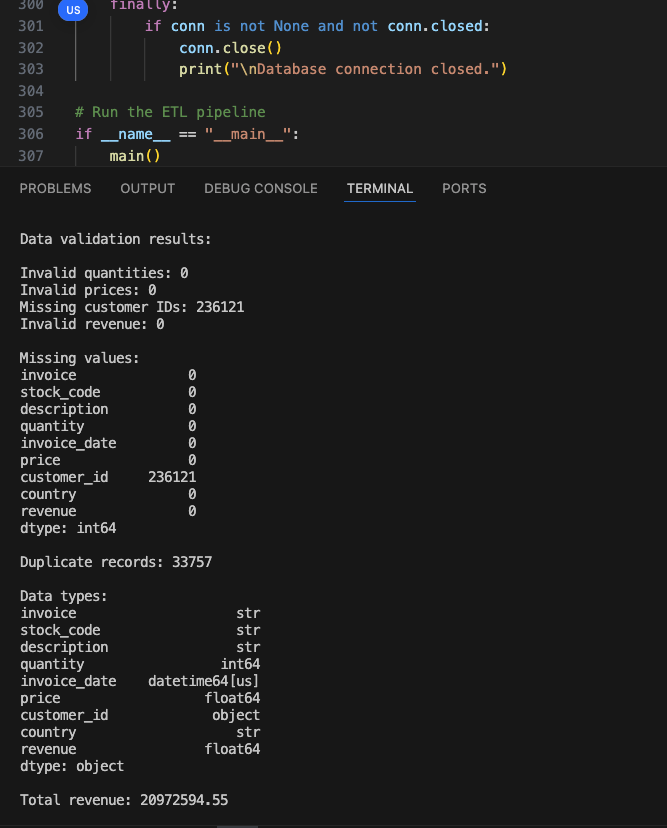 300 finally:
US
301 if conn is not None and not conn.closed:
302 conn.close()
303 print("\nDatabase connection closed.")
304
305 # Run the ETL pipeline
306 if __name__ == "__main__":
307 main()
PROBLEMS OUTPUT DEBUG CONSOLE TERMINAL PORTS
Data validation results:
Invalid quantities: 0
Invalid prices: 0
Missing customer IDs: 236121
Invalid revenue: 0
Missing values:
invoice 0
stock_code 0
description 0
quantity 0
invoice_date 0
price 0
customer_id 236121
country 0
revenue 0
dtype: int64
Duplicate records: 33757
Data types:
invoice str
stock_code str
description str
quantity int64
invoice_date datetime64[us]
price float64
customer_id object
country str
revenue float64
dtype: object
Total revenue: 20972594.55